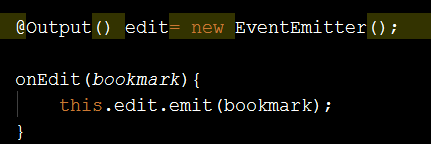 @Output() edit= new EventEmitter();
onEdit(bookmark){
this.edit.emit(bookmark);
}